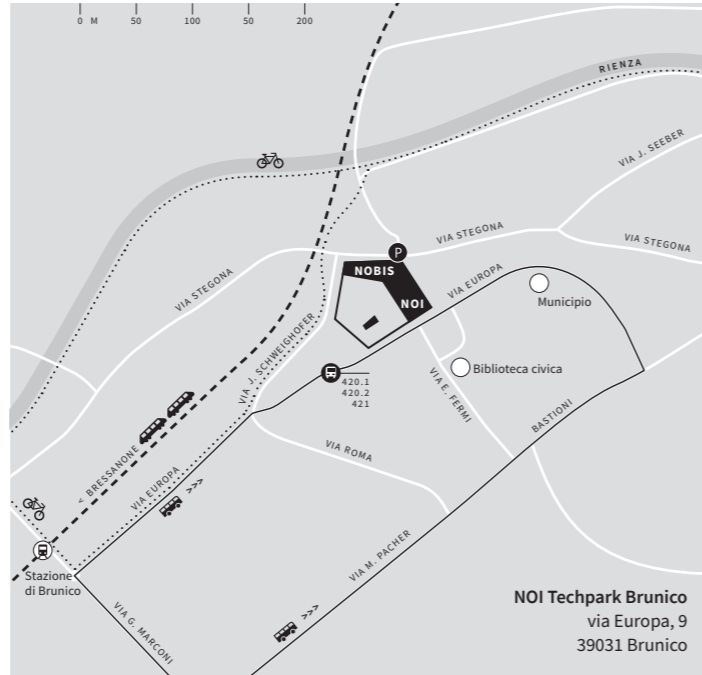 0 M 50 100 50 200
RIENZA
VIA J. SEEBER
VIA STEGONA
VIA STEGONA
P
NOBIS
NOI
VIA EUROPA
Municipio
VIA STEGONA
VIA J. SCHWEIGHOFER
420.1
420.2
421
Biblioteca civica
VIA E. FERMI
BASTIONI
VIA ROMA
< BRESSANONE
VIA EUROPA
>>>
VIA M. PACHER
Stazione
di Brunico
VIA G. MARCONI
>>>
NOI Techpark Brunico
via Europa, 9
39031 Brunico